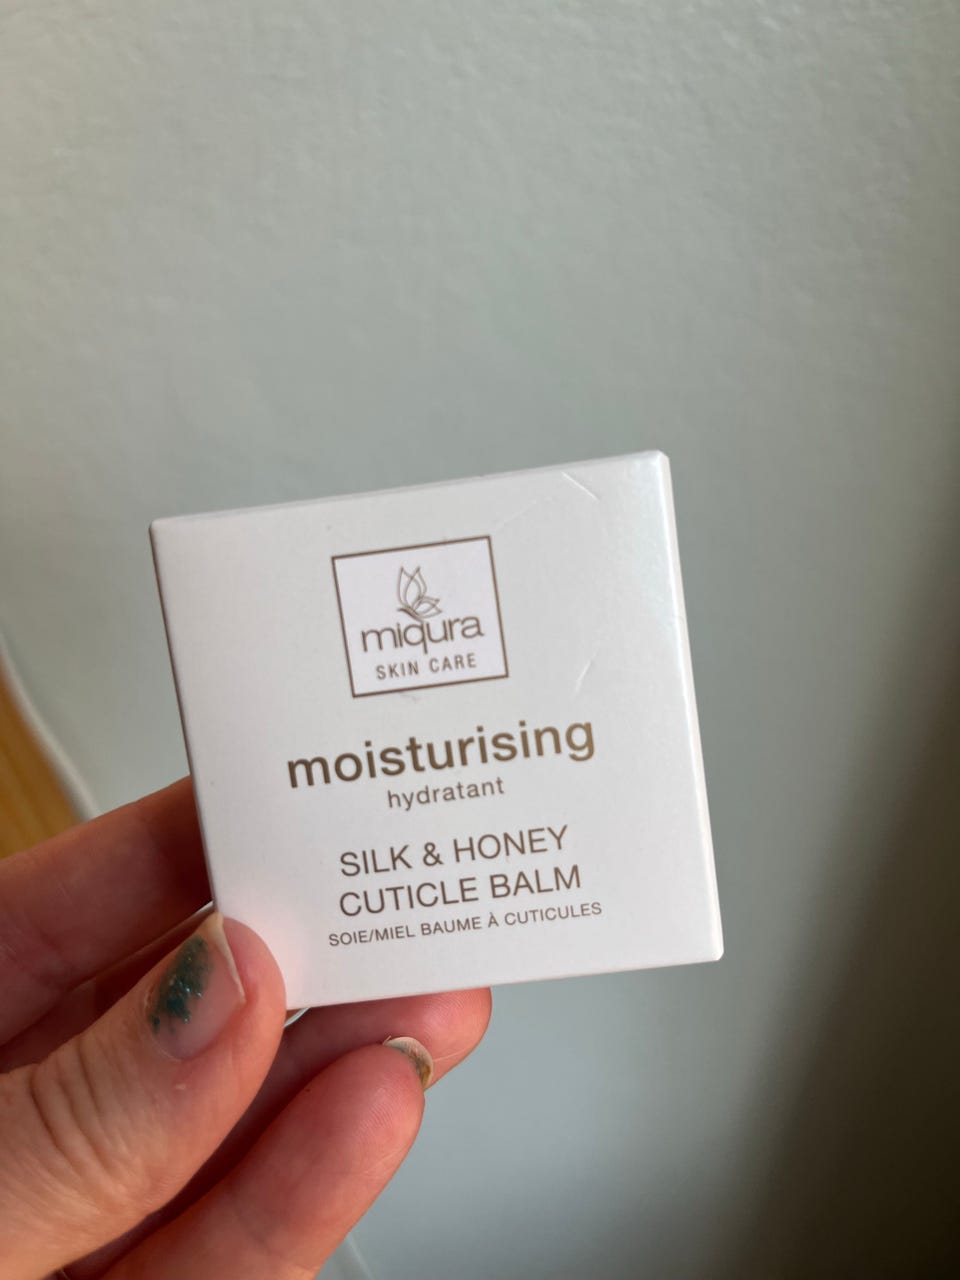 miqura
SKIN CARE
moisturising
hydratant
SILK & HONEY
CUTICLE BALM
SOIE/MIEL BAUME À CUTICULES